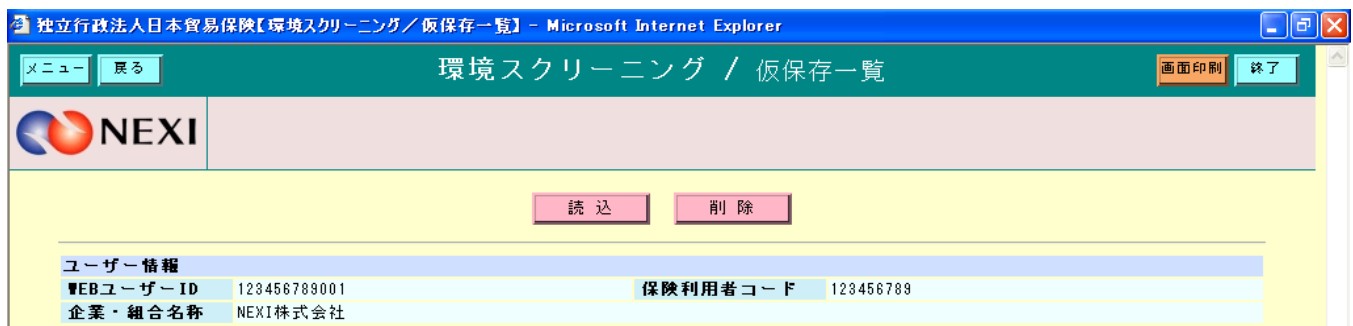 独立行政法人日本貿易保険【環境スクリーニング／仮保存一覧】 - Microsoft Internet Explorer
メニュー 戻る 環境スクリーニング / 仮保存一覧 画面印刷 終了
NEXI
読込 削除
ユーザー情報
WEBユーザーID 123456789001 保険利用者コード 123456789
企業・組合名称 NEXI株式会社